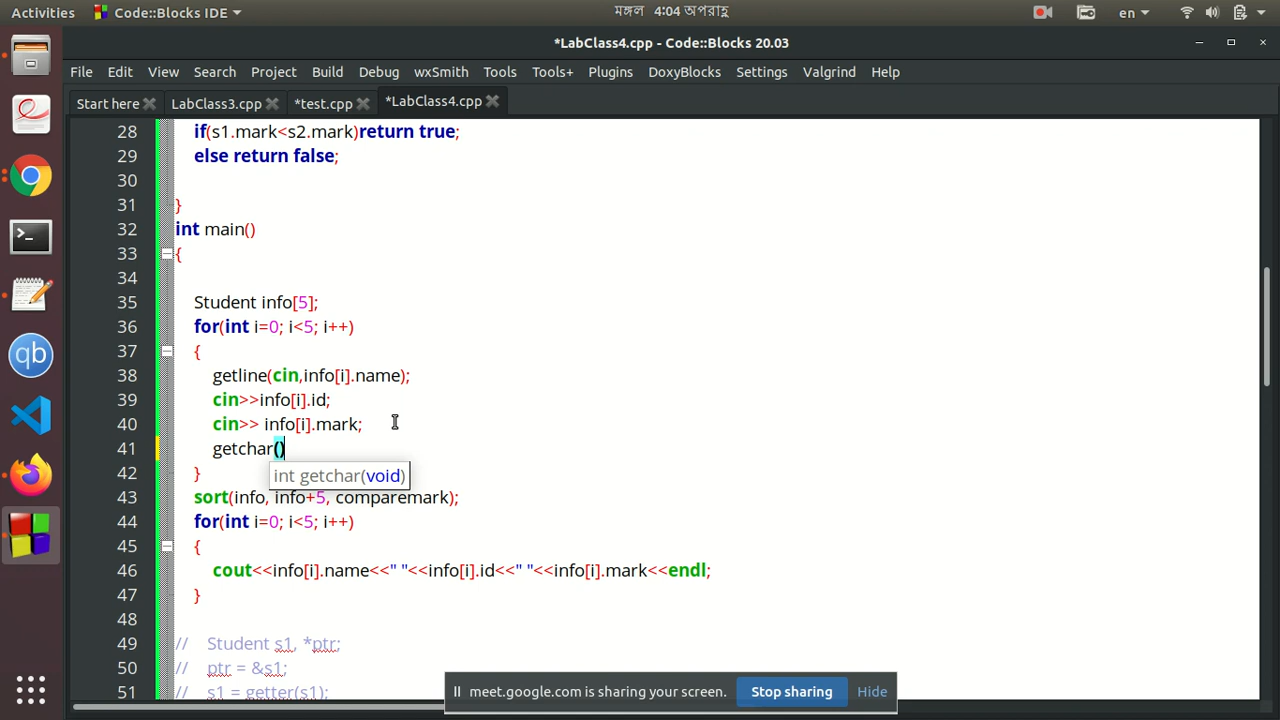 Activities Code::Blocks IDE মঙ্গল 4:04 অপরাহ্ণ en
*LabClass4.cpp - Code::Blocks 20.03
File Edit View Search Project Build Debug wxSmith Tools Tools+ Plugins DoxyBlocks Settings Valgrind Help
Start here LabClass3.cpp *test.cpp *LabClass4.cpp
28 if(s1.mark<s2.mark)return true;
29 else return false;
30
31 }
32 int main()
33 {
34
35 Student info[5];
36 for(int i=0; i<5; i++)
37 {
38 getline(cin,info[i].name);
39 cin>>info[i].id;
40 cin>> info[i].mark;
41 getchar()
int getchar(void)
42 }
43 sort(info, info+5, comparemark);
44 for(int i=0; i<5; i++)
45 {
46 cout<<info[i].name<<" "<<info[i].id<<" "<<info[i].mark<<endl;
47 }
48
49 // Student s1, *ptr;
50 // ptr = &s1;
51 // s1 = getter(s1);
meet.google.com is sharing your screen. Stop sharing Hide